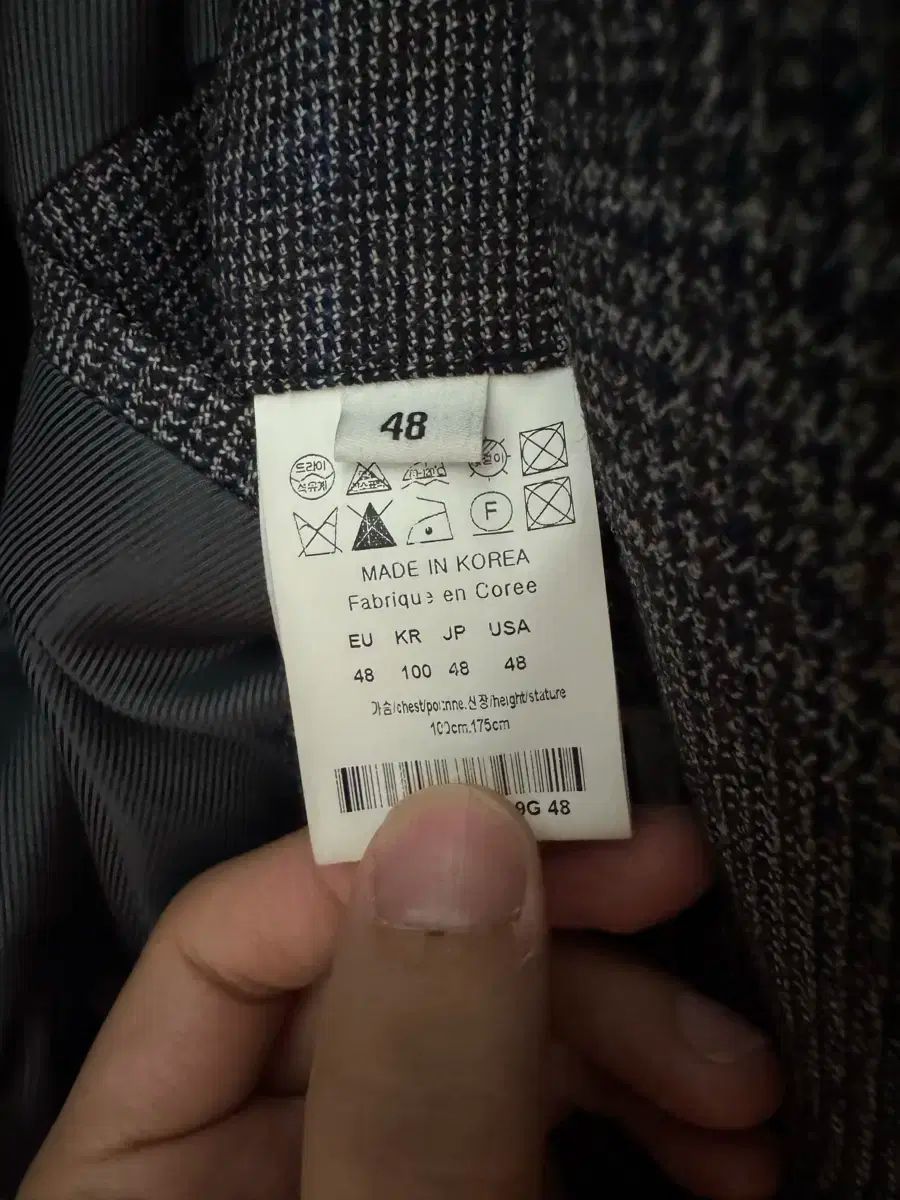 48
드라이
석유계
F
MADE IN KOREA
Fabrique en Coree
EU KR JP USA
48 100 48 48
가슴/chest/poitrine.신장/height/stature
100cm.175cm
9G 48